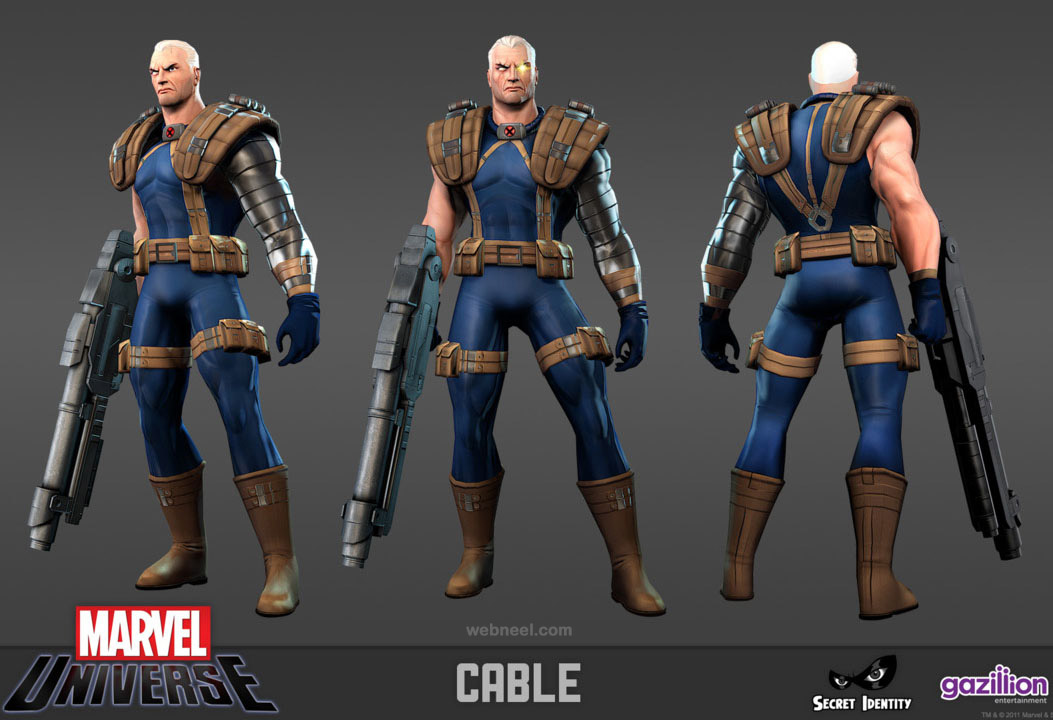 webneel.com
MARVEL
UNIVERSE
CABLE
SECRET IDENTITY
gazillion
entertainment
TM & © 2011 Marvel &